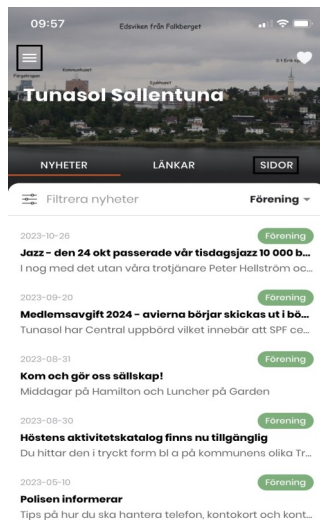 09:57
Edsviken från Falkberget
Kommunhuset
Tunasol Sollentuna
NYHETER LÄNKAR SIDOR
Filtrera nyheter Förening
2023-10-26 Förening
Jazz - den 24 okt passerade vår tisdagsjazz 10 000 b...
I nog med det utan våra trotjänare Peter Hellström oc...
2023-09-20 Förening
Medlemsavgift 2024 - avierna börjar skickas ut i bö...
Tunasol har Central uppbörd vilket innebär att SPF ce...
2023-08-31 Förening
Kom och gör oss sällskap!
Middagar på Hamilton och Luncher på Garden
2023-08-30 Förening
Höstens aktivitetskatalog finns nu tillgänglig
Du hittar den i tryckt form bl a på kommunens olika Tr...
2023-05-10 Förening
Polisen informerar
Tips på hur du ska hantera telefon, kontokort och kont...